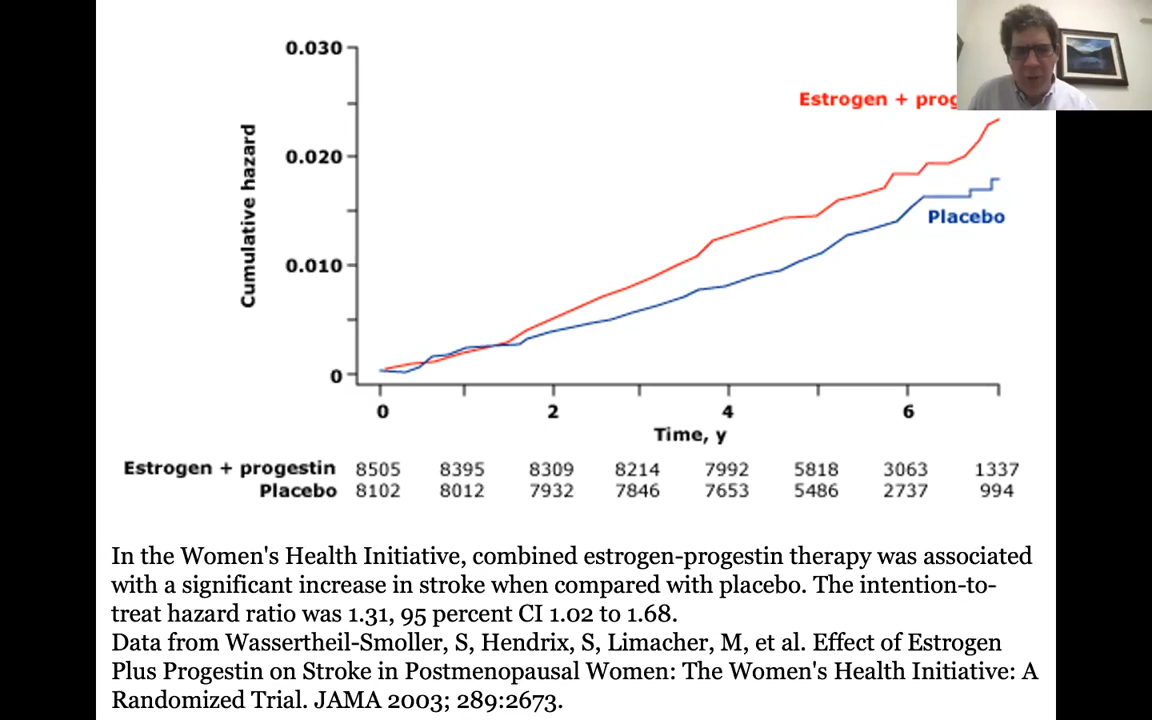 0.030
Estrogen + prog
0.020
Placebo
0.010
Cumulative hazard
0
0 2 4 6
Time, y
Estrogen + progestin 8505 8395 8309 8214 7992 5818 3063 1337
Placebo 8102 8012 7932 7846 7653 5486 2737 994
In the Women's Health Initiative, combined estrogen-progestin therapy was associated
with a significant increase in stroke when compared with placebo. The intention-to-
treat hazard ratio was 1.31, 95 percent CI 1.02 to 1.68.
Data from Wassertheil-Smoller, S, Hendrix, S, Limacher, M, et al. Effect of Estrogen
Plus Progestin on Stroke in Postmenopausal Women: The Women's Health Initiative: A
Randomized Trial. JAMA 2003; 289:2673.